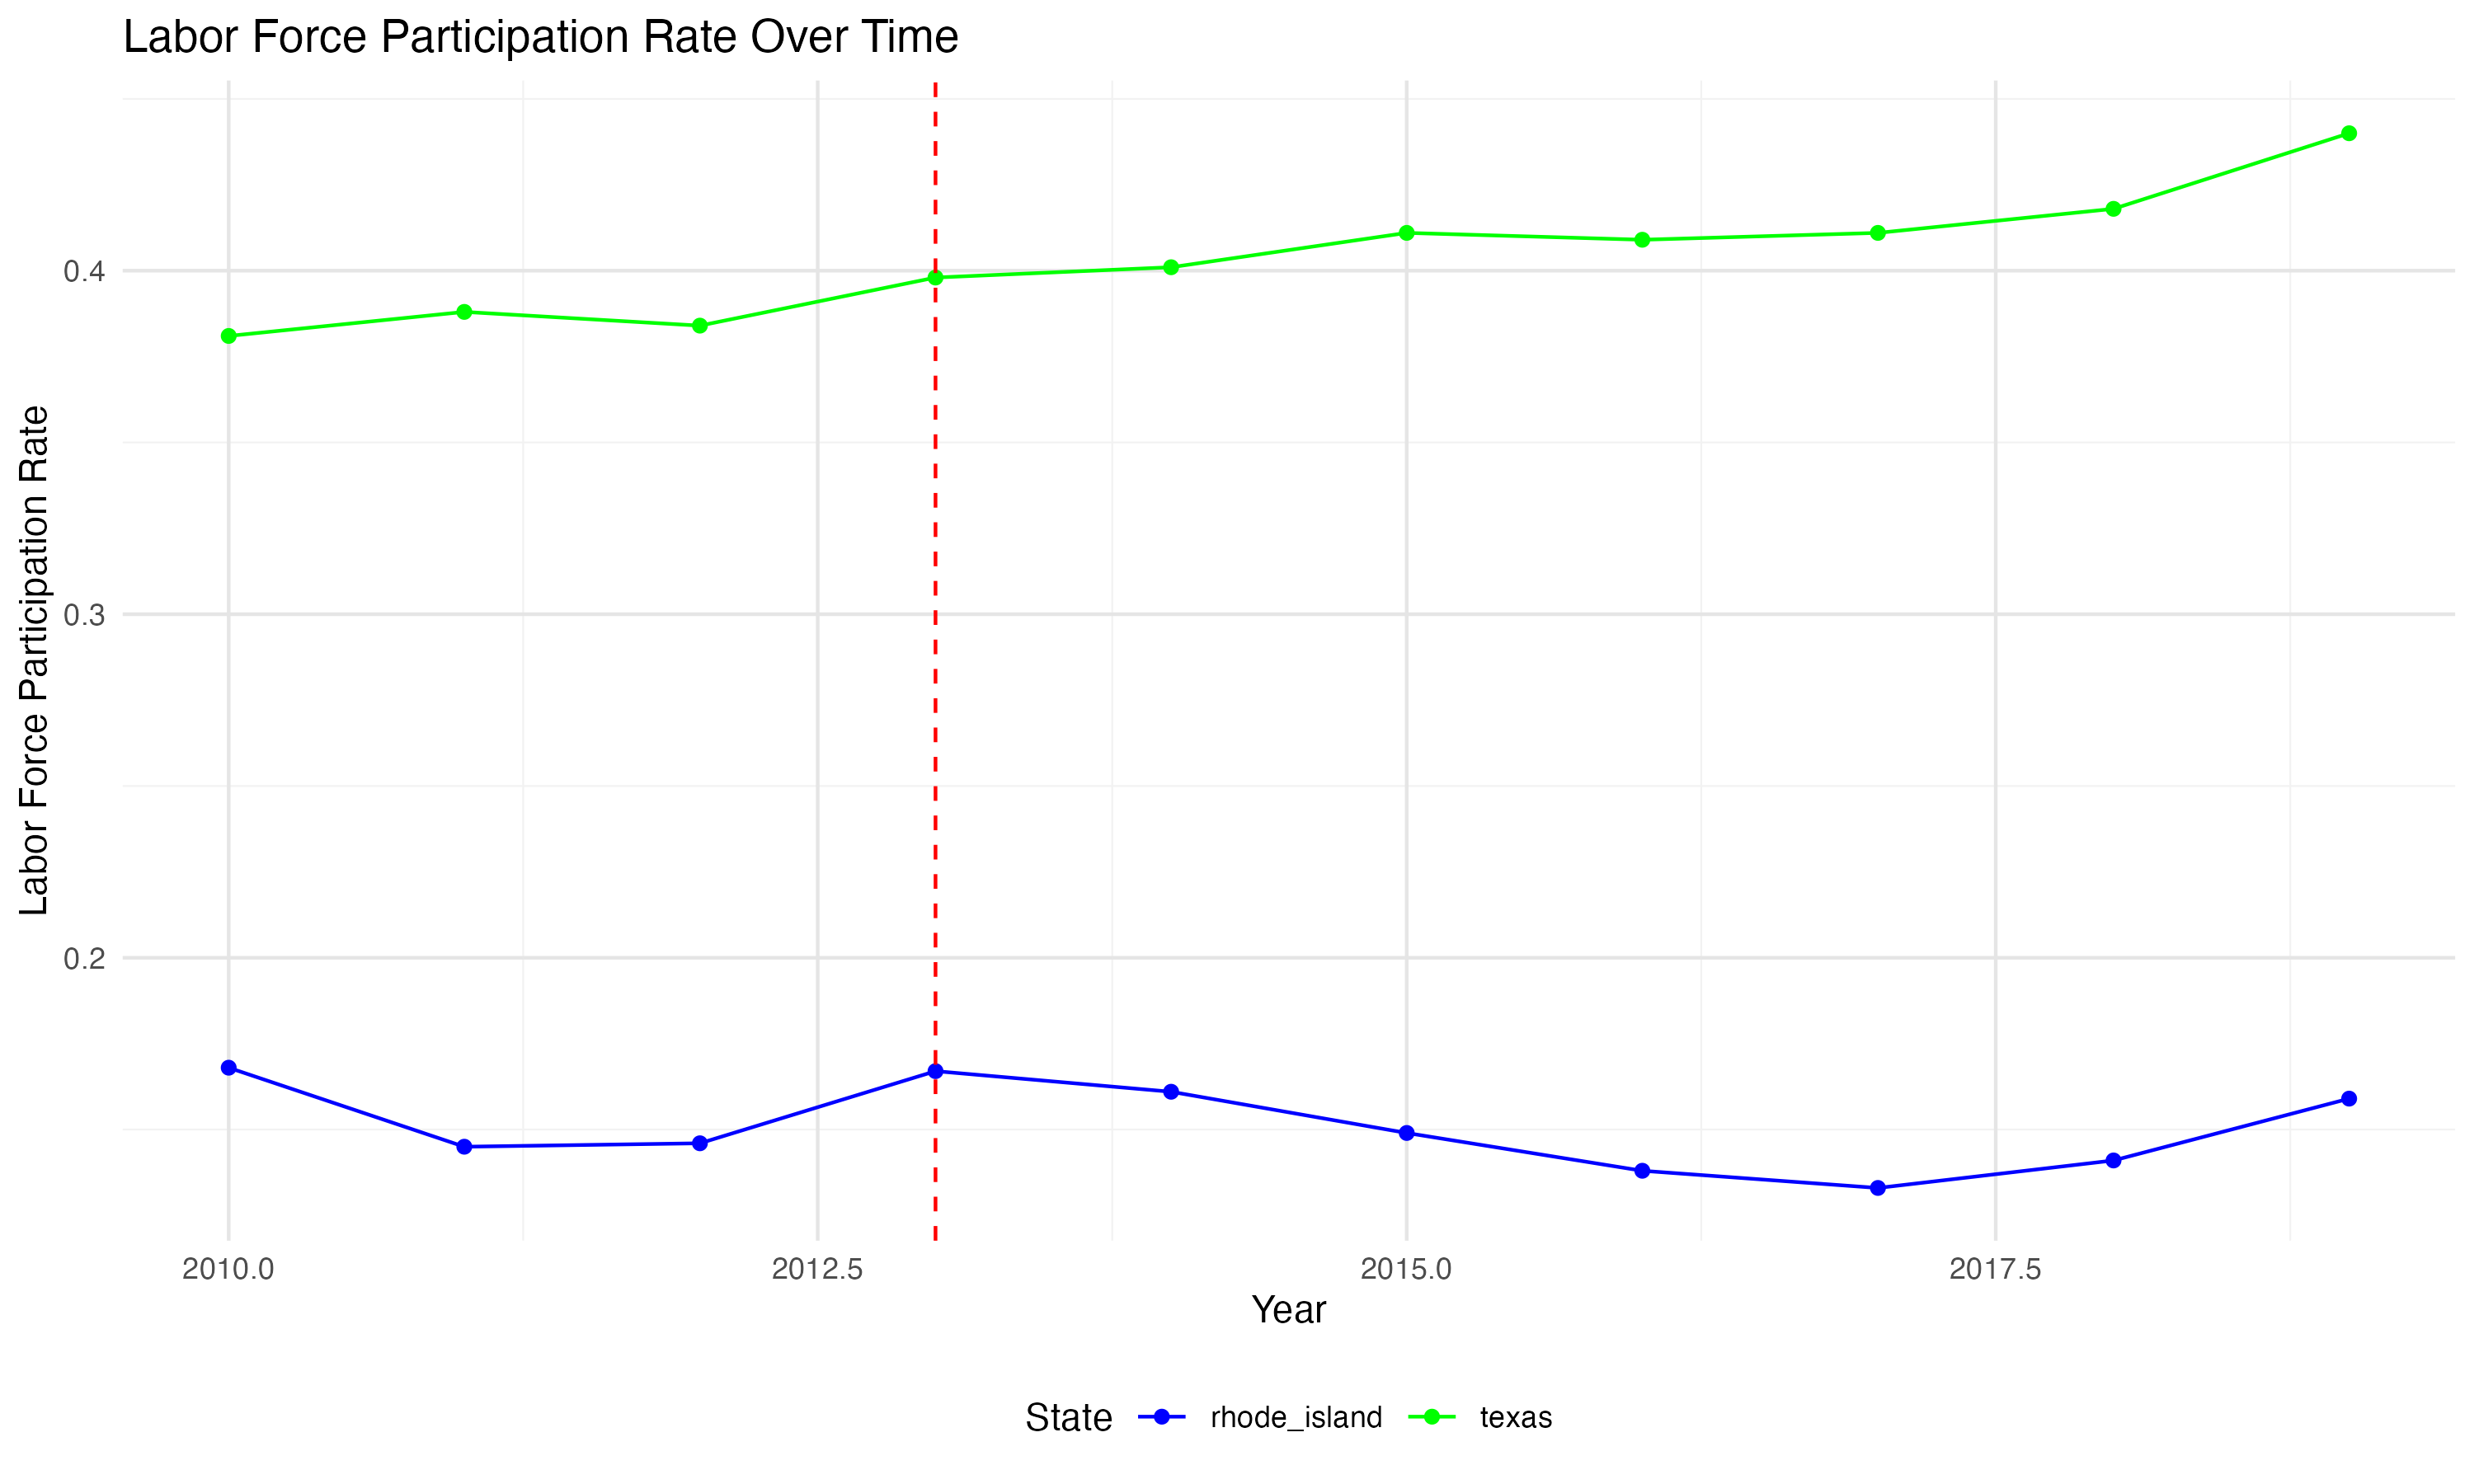 Labor Force Participation Rate Over Time
Labor Force Participation Rate
0.4
0.3
0.2
2010.0 2012.5 2015.0 2017.5
Year
State rhode_island texas